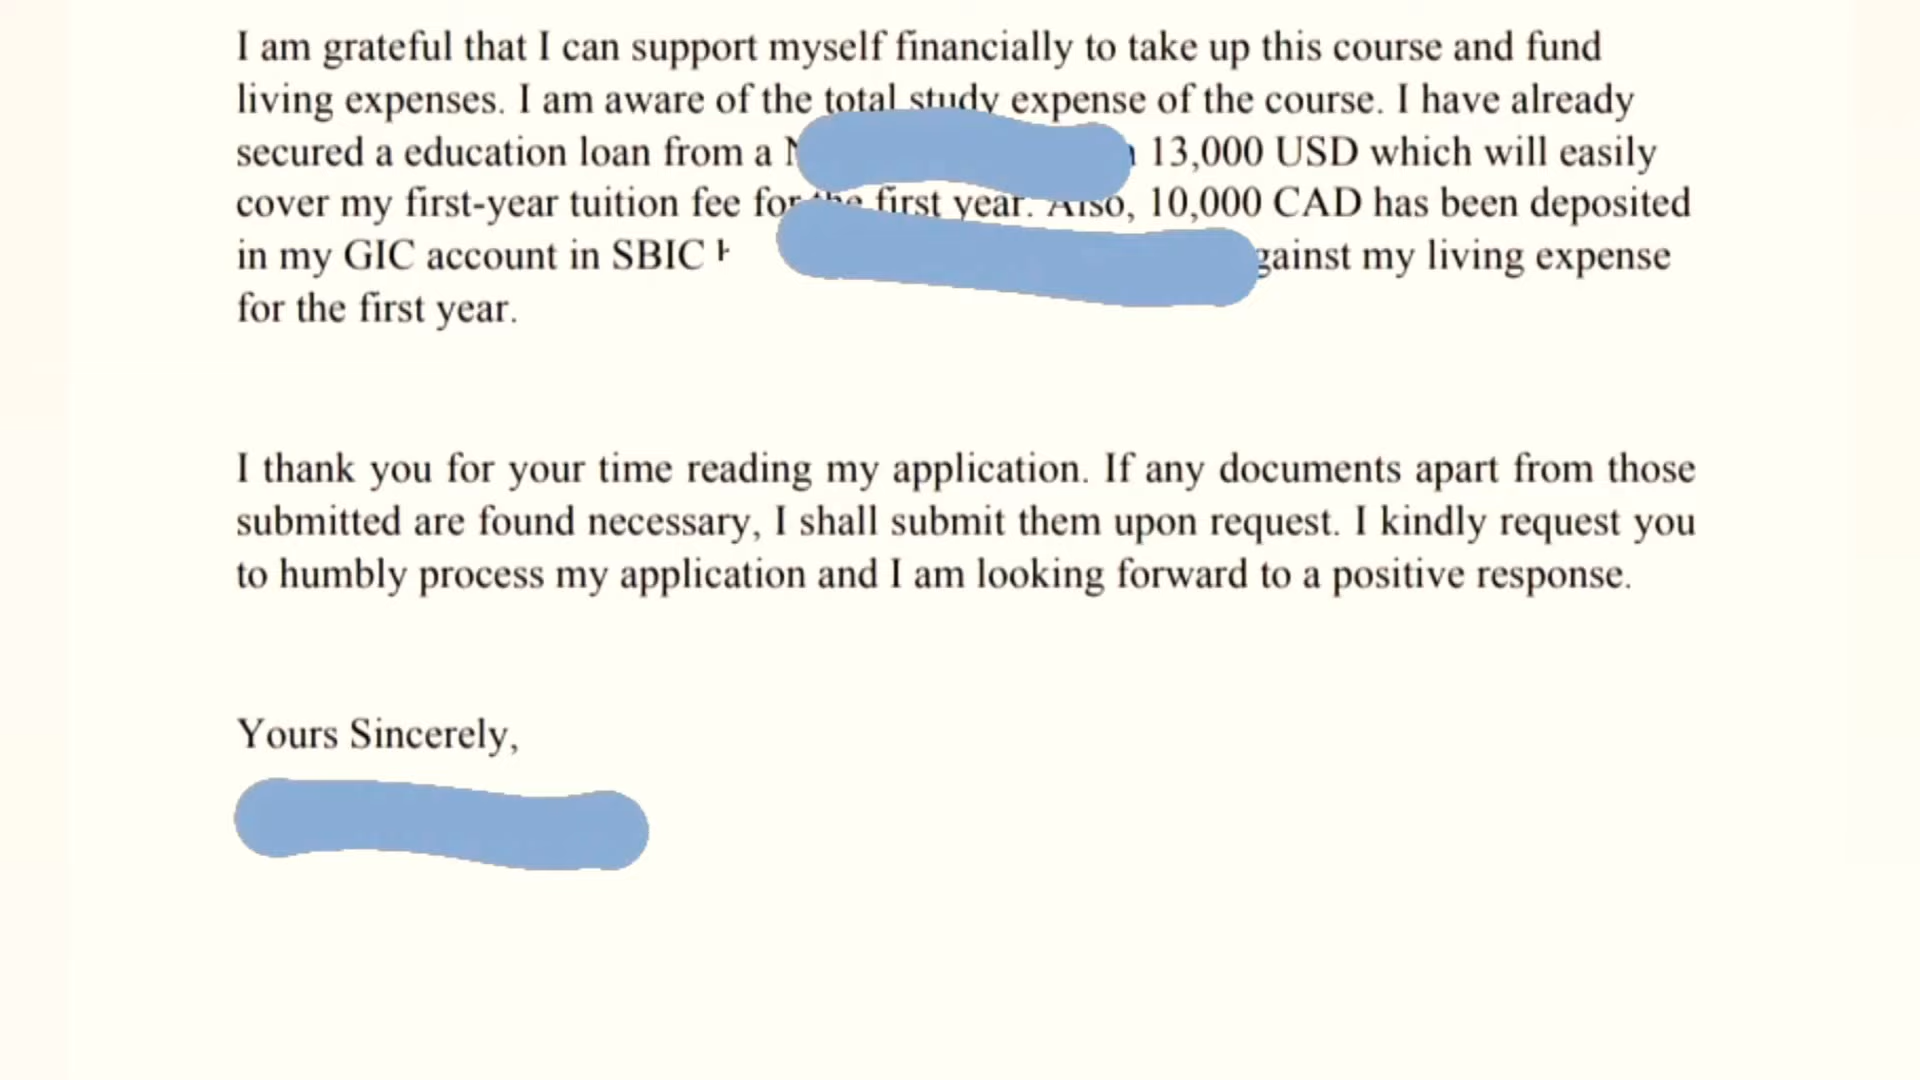 I am grateful that I can support myself financially to take up this course and fund
living expenses. I am aware of the total study expense of the course. I have already
secured a education loan from a 13,000 USD which will easily
cover my first-year tuition fee for the first year. Also, 10,000 CAD has been deposited
in my GIC account in SBIC my living expense
for the first year.
I thank you for your time reading my application. If any documents apart from those
submitted are found necessary, I shall submit them upon request. I kindly request you
to humbly process my application and I am looking forward to a positive response.
Yours Sincerely,